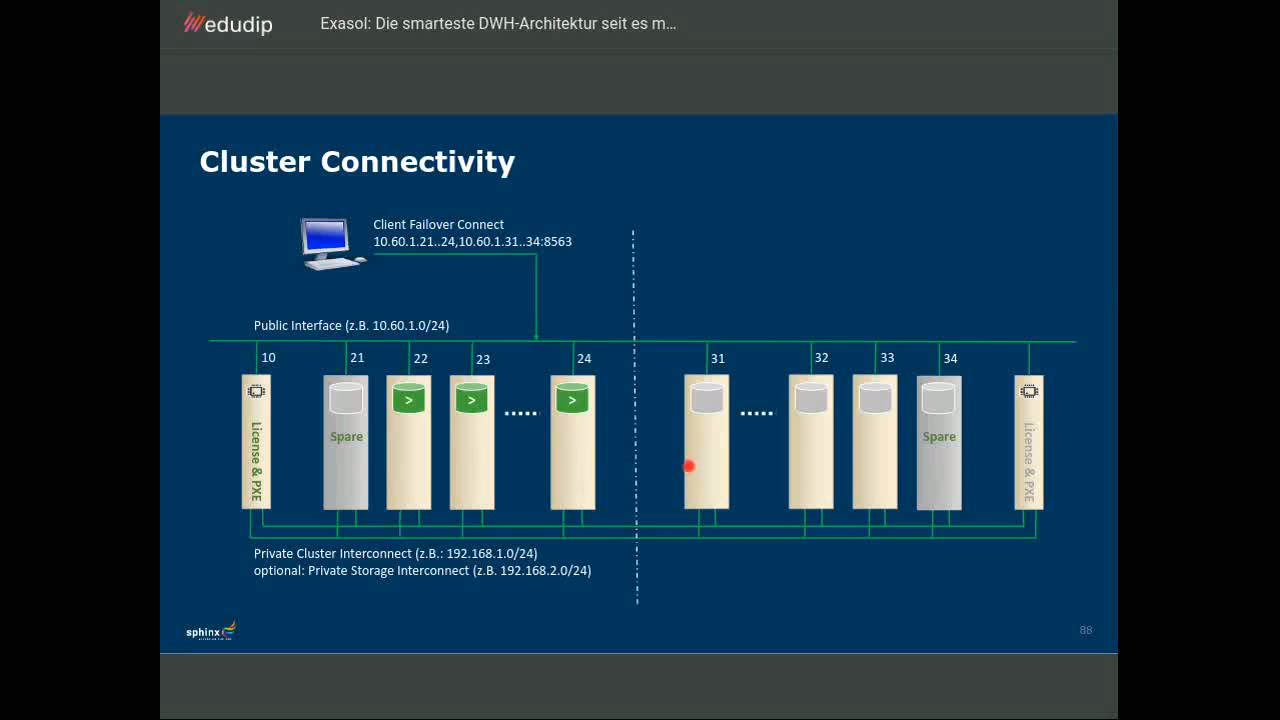 edudip
Exasol: Die smarteste DWH-Architektur seit es m...
Cluster Connectivity
Client Failover Connect
10.60.1.21..24,10.60.1.31..34:8563
Public Interface (z.B. 10.60.1.0/24)
10
21
22
23
24
31
32
33
34
License & PXE
Spare
>
>
>
Spare
License & PXE
Private Cluster Interconnect (z.B.: 192.168.1.0/24)
optional: Private Storage Interconnect (z.B. 192.168.2.0/24)
sphinx
88